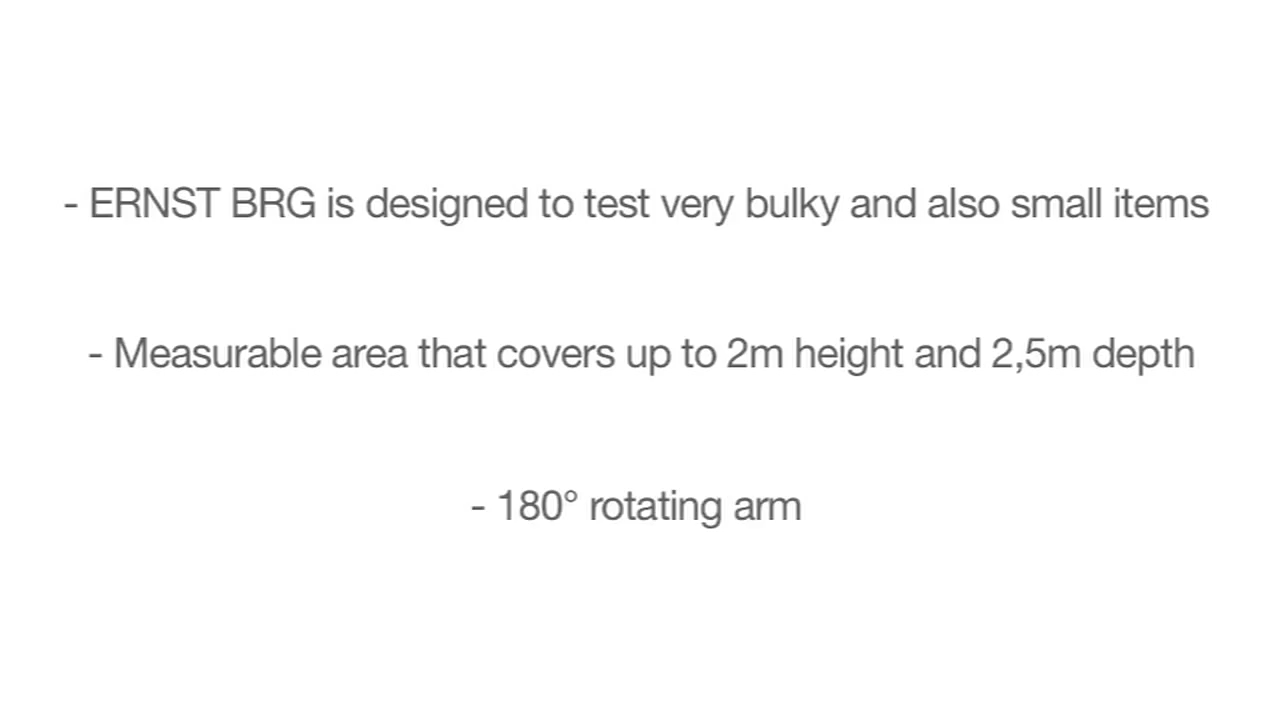 - ERNST BRG is designed to test very bulky and also small items
- Measurable area that covers up to 2m height and 2,5m depth
- 180° rotating arm